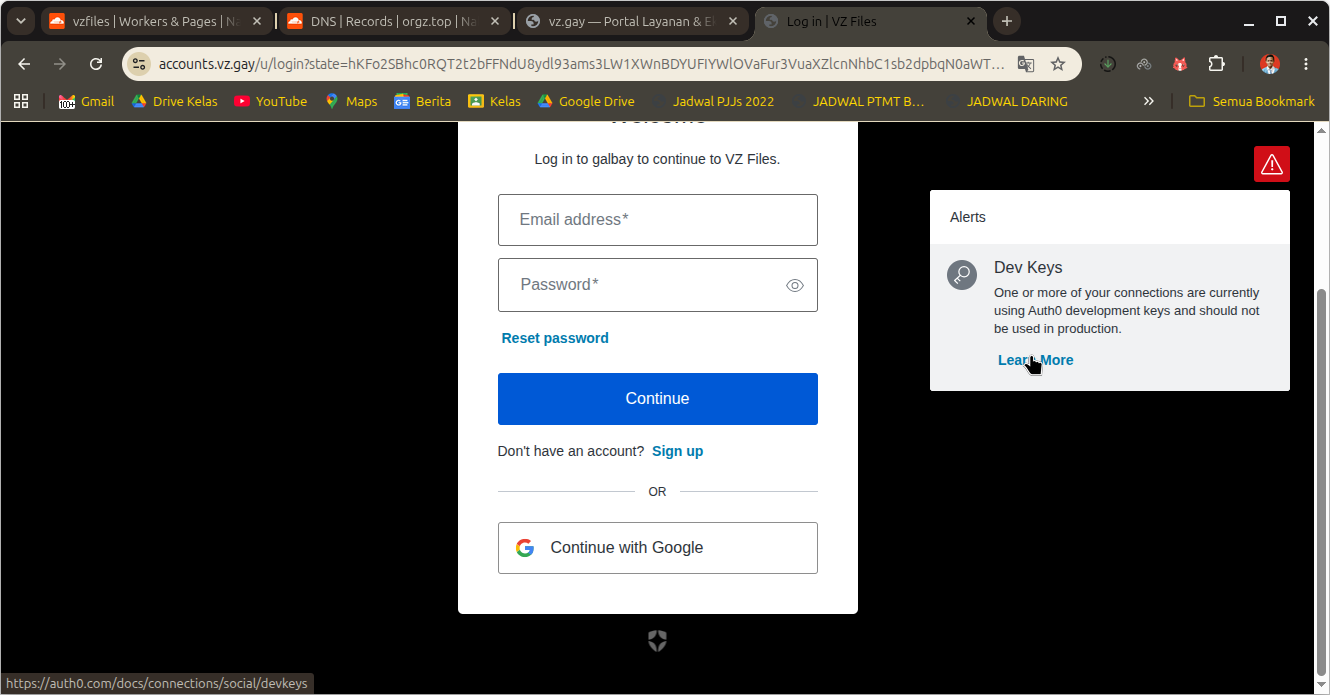 vzfiles | Workers & Pages | Na
DNS | Records | orgz.top | Na
vz.gay — Portal Layanan & Ek
Log in | VZ Files
accounts.vz.gay/u/login?state=hKFo2SBhc0RQT2t2bFFNdU8ydl93ams3LW1XWnBDYUFIYWlOVaFur3VuaXZlcnNhbC1sb2dpbqN0aWT...
Gmail
Drive Kelas
YouTube
Maps
Berita
Kelas
Google Drive
Jadwal PJJs 2022
JADWAL PTMT B...
JADWAL DARING
Semua Bookmark
Log in to galbay to continue to VZ Files.
Email address*
Password*
Reset password
Continue
Don't have an account? Sign up
OR
Continue with Google
Alerts
Dev Keys
One or more of your connections are currently
using Auth0 development keys and should not
be used in production.
Learn More
https://auth0.com/docs/connections/social/devkeys